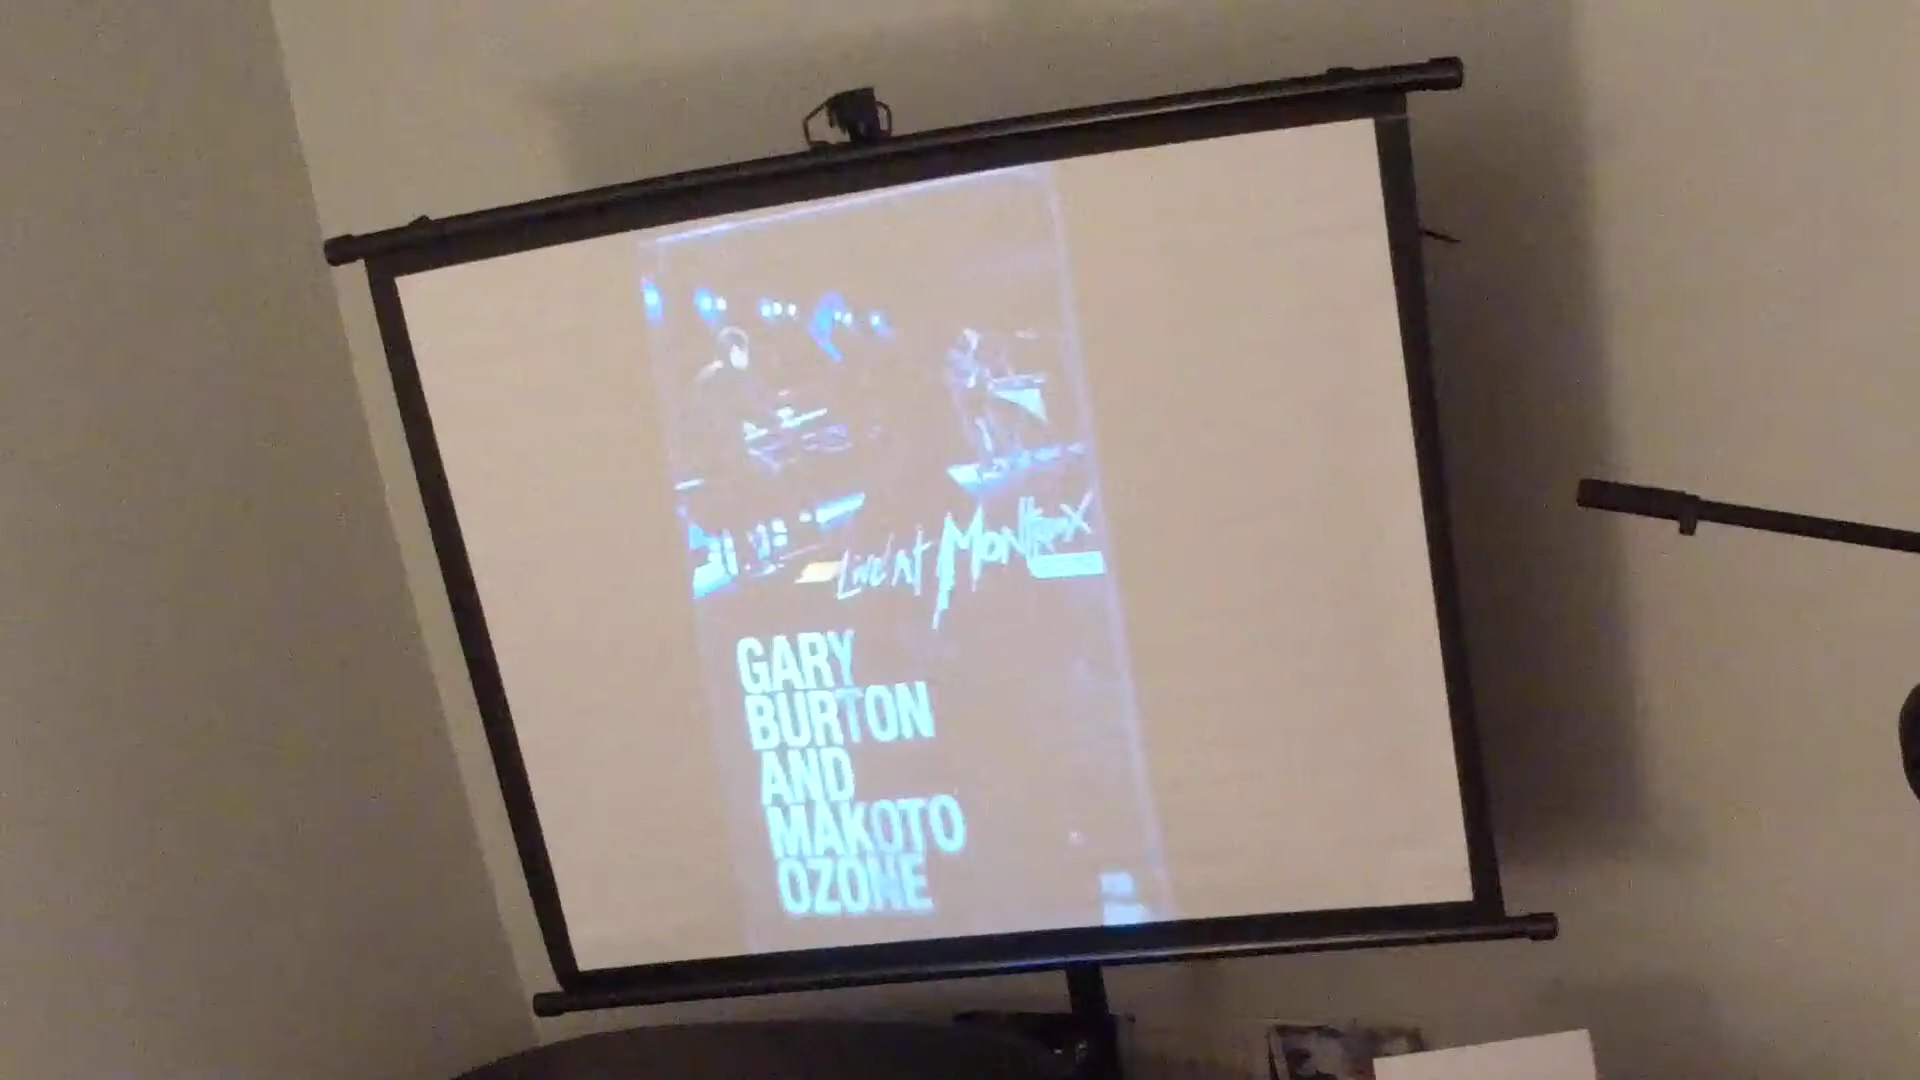 Live at Montreux
GARY
BURTON
AND
MAKOTO
OZONE